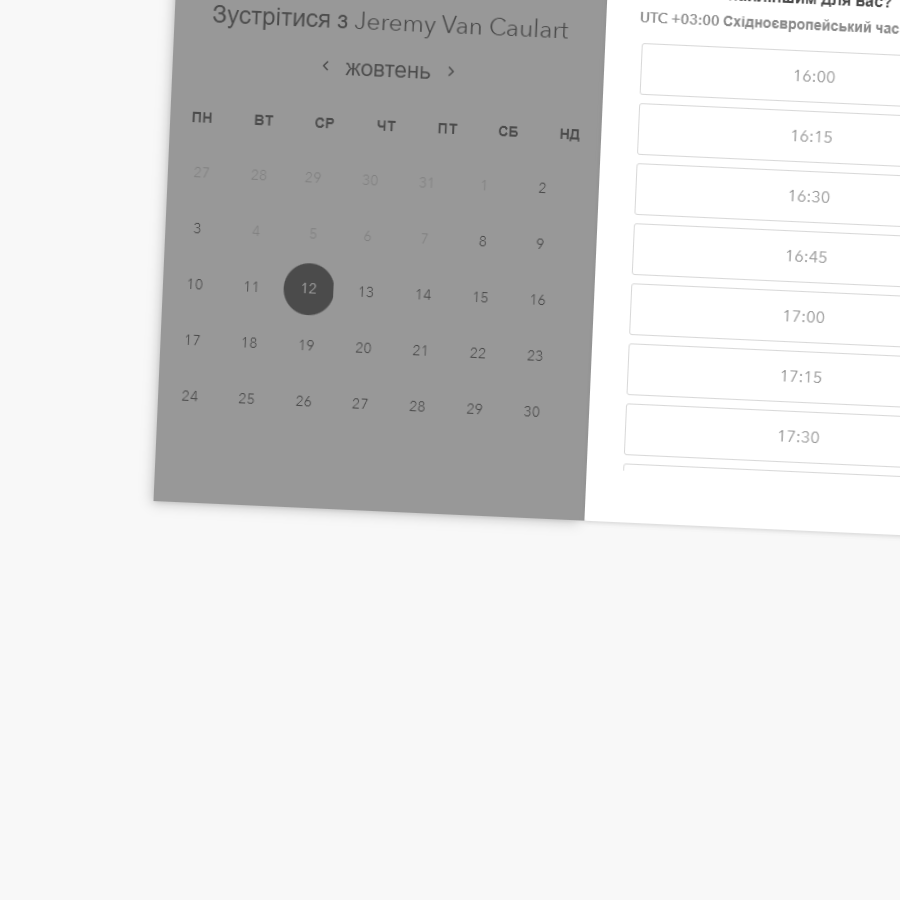 Зустрітися з Jeremy Van Caulart
жовтень
ПН ВТ СР ЧТ ПТ СБ НД
27 28 29 30 31 1 2
3 4 5 6 7 8 9
10 11 12 13 14 15 16
17 18 19 20 21 22 23
24 25 26 27 28 29 30
для вас?
UTC +03:00 Східноєвропейський час
16:00
16:15
16:30
16:45
17:00
17:15
17:30